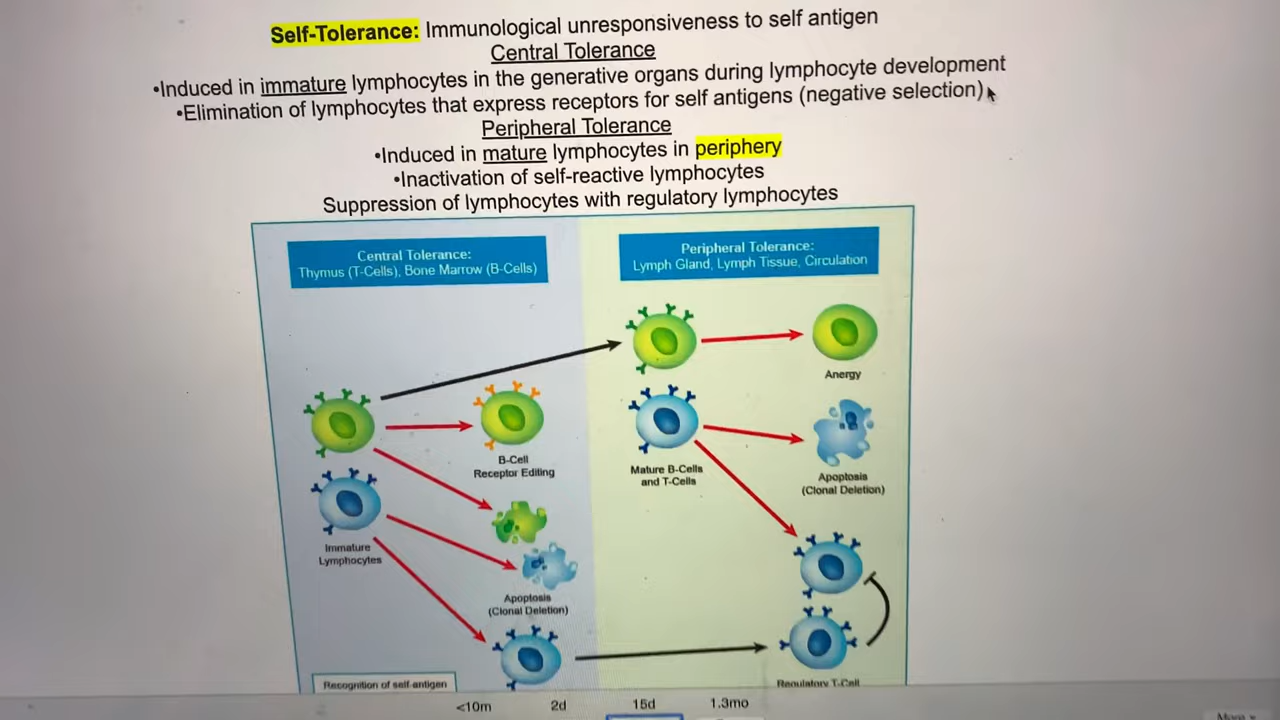 Self-Tolerance: Immunological unresponsiveness to self antigen
Central Tolerance
•Induced in immature lymphocytes in the generative organs during lymphocyte development
•Elimination of lymphocytes that express receptors for self antigens (negative selection)
Peripheral Tolerance
•Induced in mature lymphocytes in periphery
•Inactivation of self-reactive lymphocytes
Suppression of lymphocytes with regulatory lymphocytes
Central Tolerance:
Thymus (T-Cells), Bone Marrow (B-Cells)
Peripheral Tolerance:
Lymph Gland, Lymph Tissue, Circulation
Anergy
B-Cell
Receptor Editing
Mature B-Cells
and T-Cells
Apoptosis
(Clonal Deletion)
Immature
Lymphocytes
Apoptosis
(Clonal Deletion)
Recognition of self-antigen
Regulatory T-Cell
<10m 2d 15d 1.3mo
More